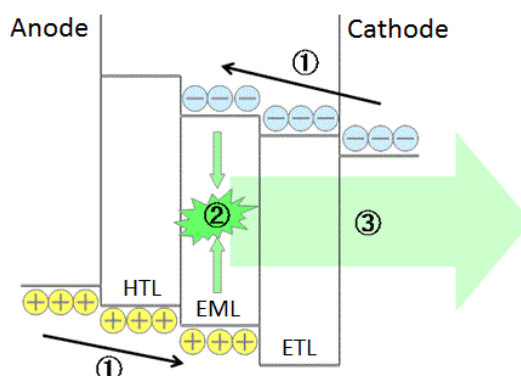 Anode
Cathode
①
②
③
HTL
EML
ETL
①